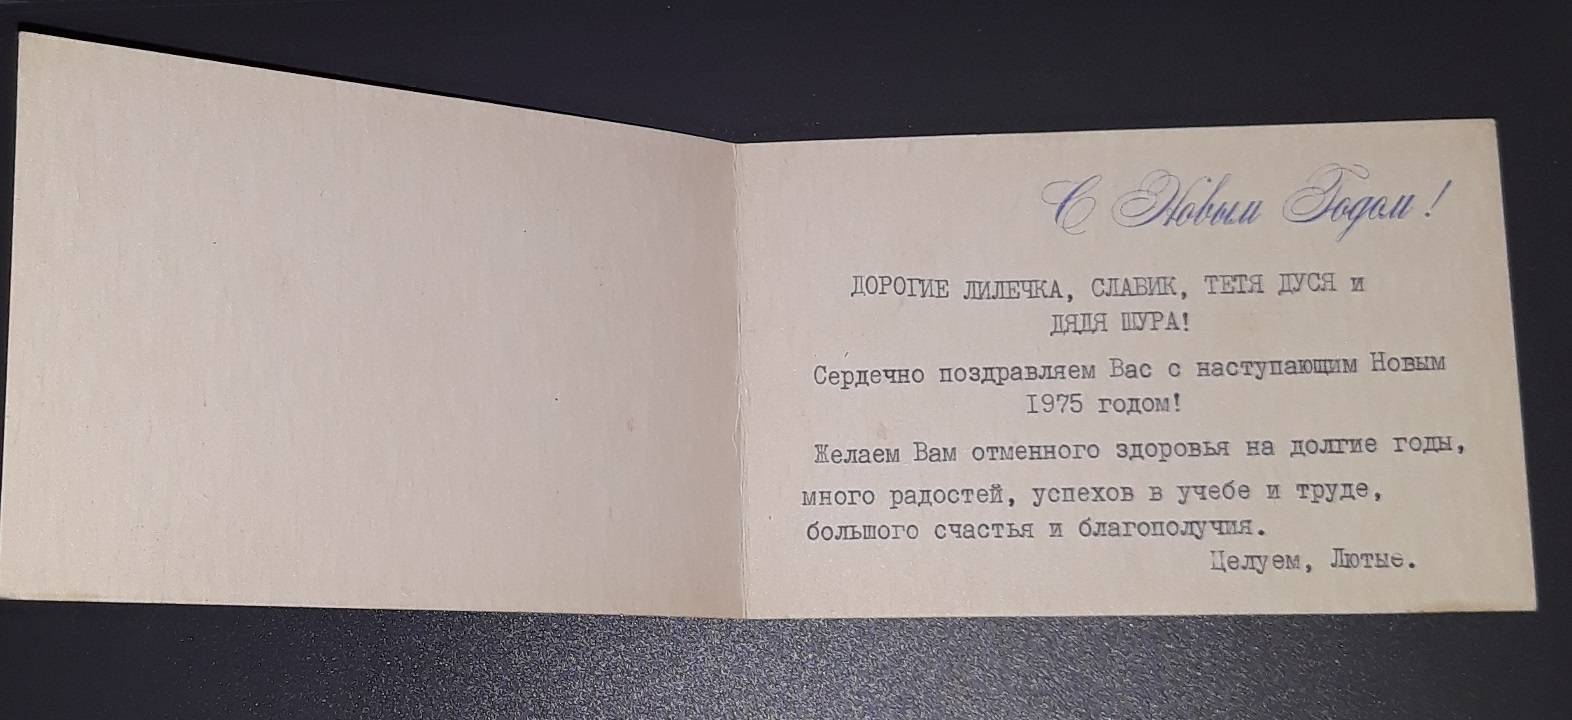 С Новым Годом!
ДОРОГИЕ ЛИЛЕЧКА, СЛАВИК, ТЕТЯ ДУСЯ и
ДЯДЯ ШУРА!
Сердечно поздравляем Вас с наступающим Новым
I975 годом!
Желаем Вам отменного здоровья на долгие годы,
много радостей, успехов в учебе и труде,
большого счастья и благополучия.
Целуем, Лютые.